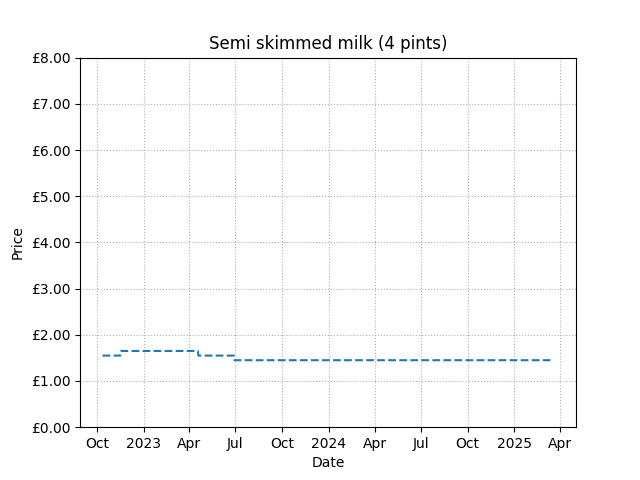 Semi skimmed milk (4 pints)
£8.00
£7.00
£6.00
£5.00
£4.00
£3.00
£2.00
£1.00
£0.00
Price
Oct 2023 Apr Jul Oct 2024 Apr Jul Oct 2025 Apr
Date